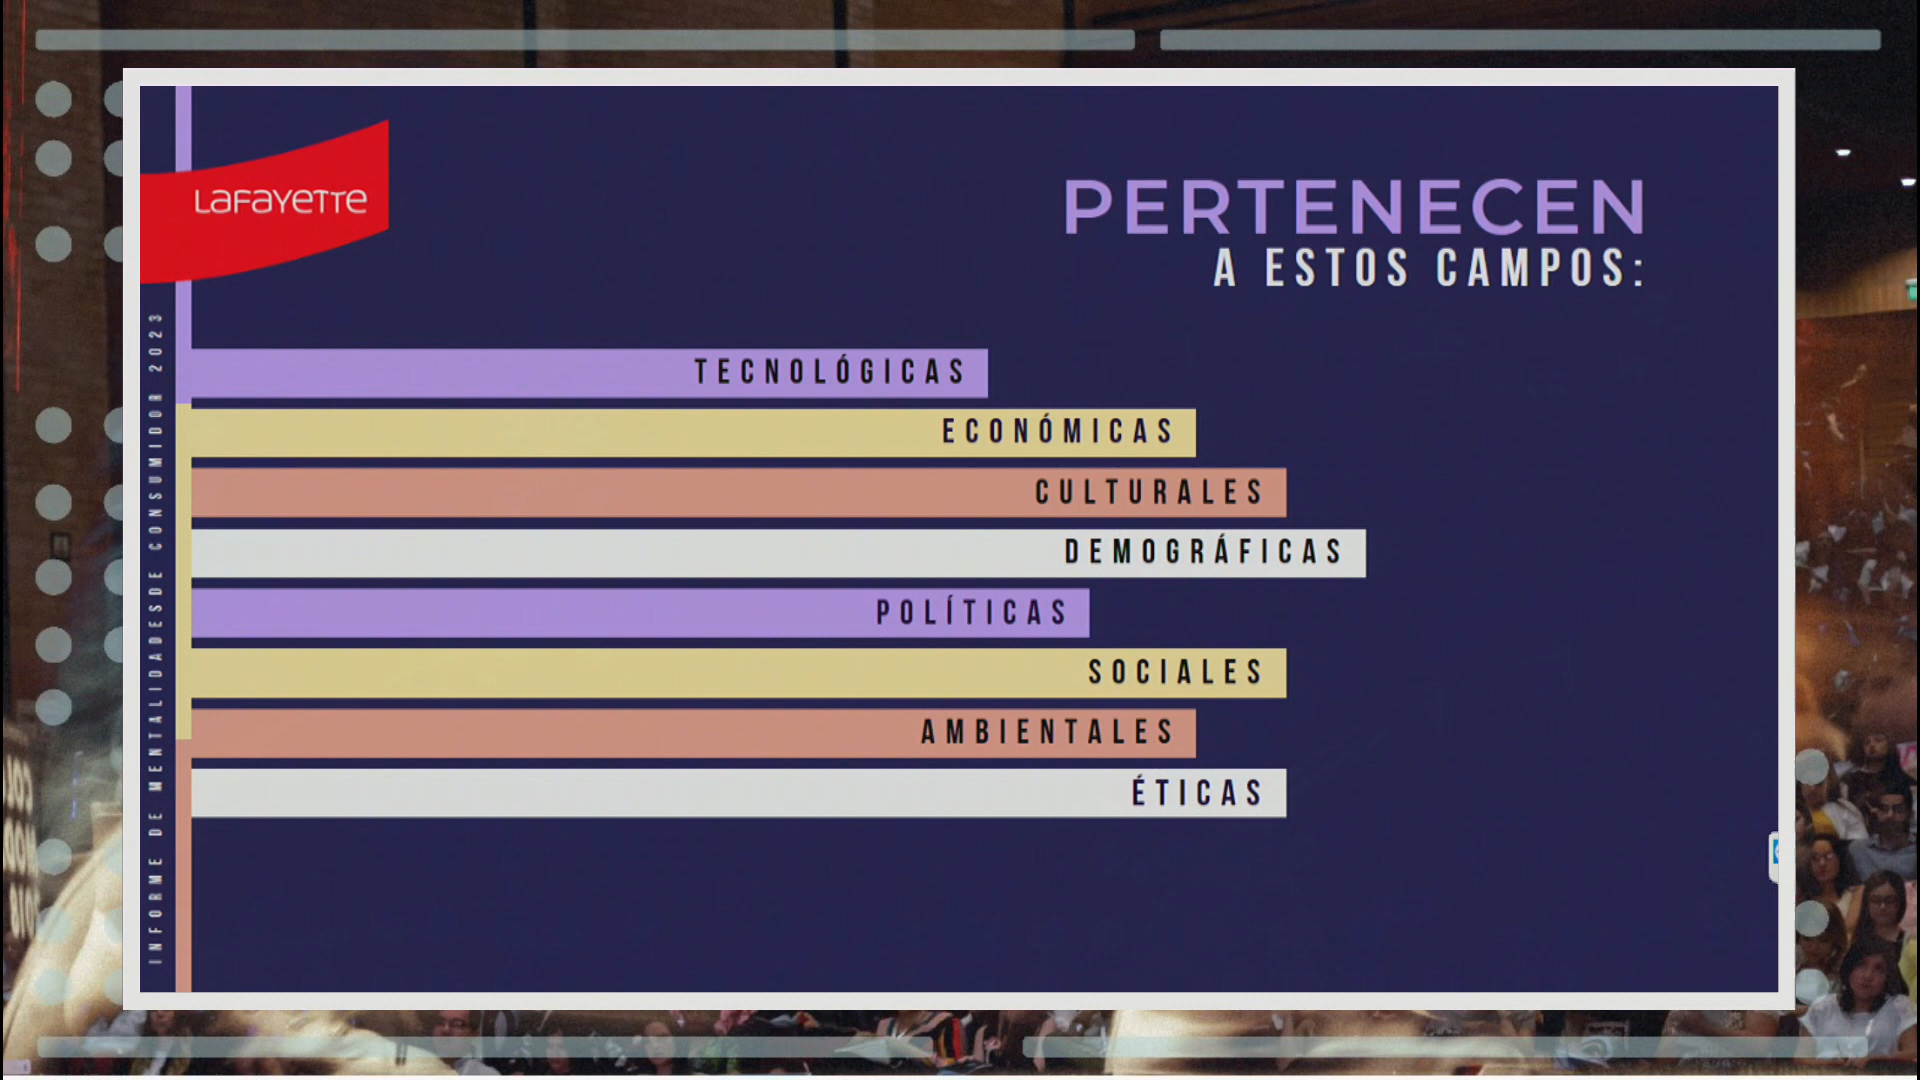 LaFayeTTe
PERTENECEN
A ESTOS CAMPOS:
TECNOLÓGICAS
ECONÓMICAS
CULTURALES
DEMOGRÁFICAS
POLÍTICAS
SOCIALES
AMBIENTALES
ÉTICAS
INFORME DE MENTALIDADESDE CONSUMIDOR 2023